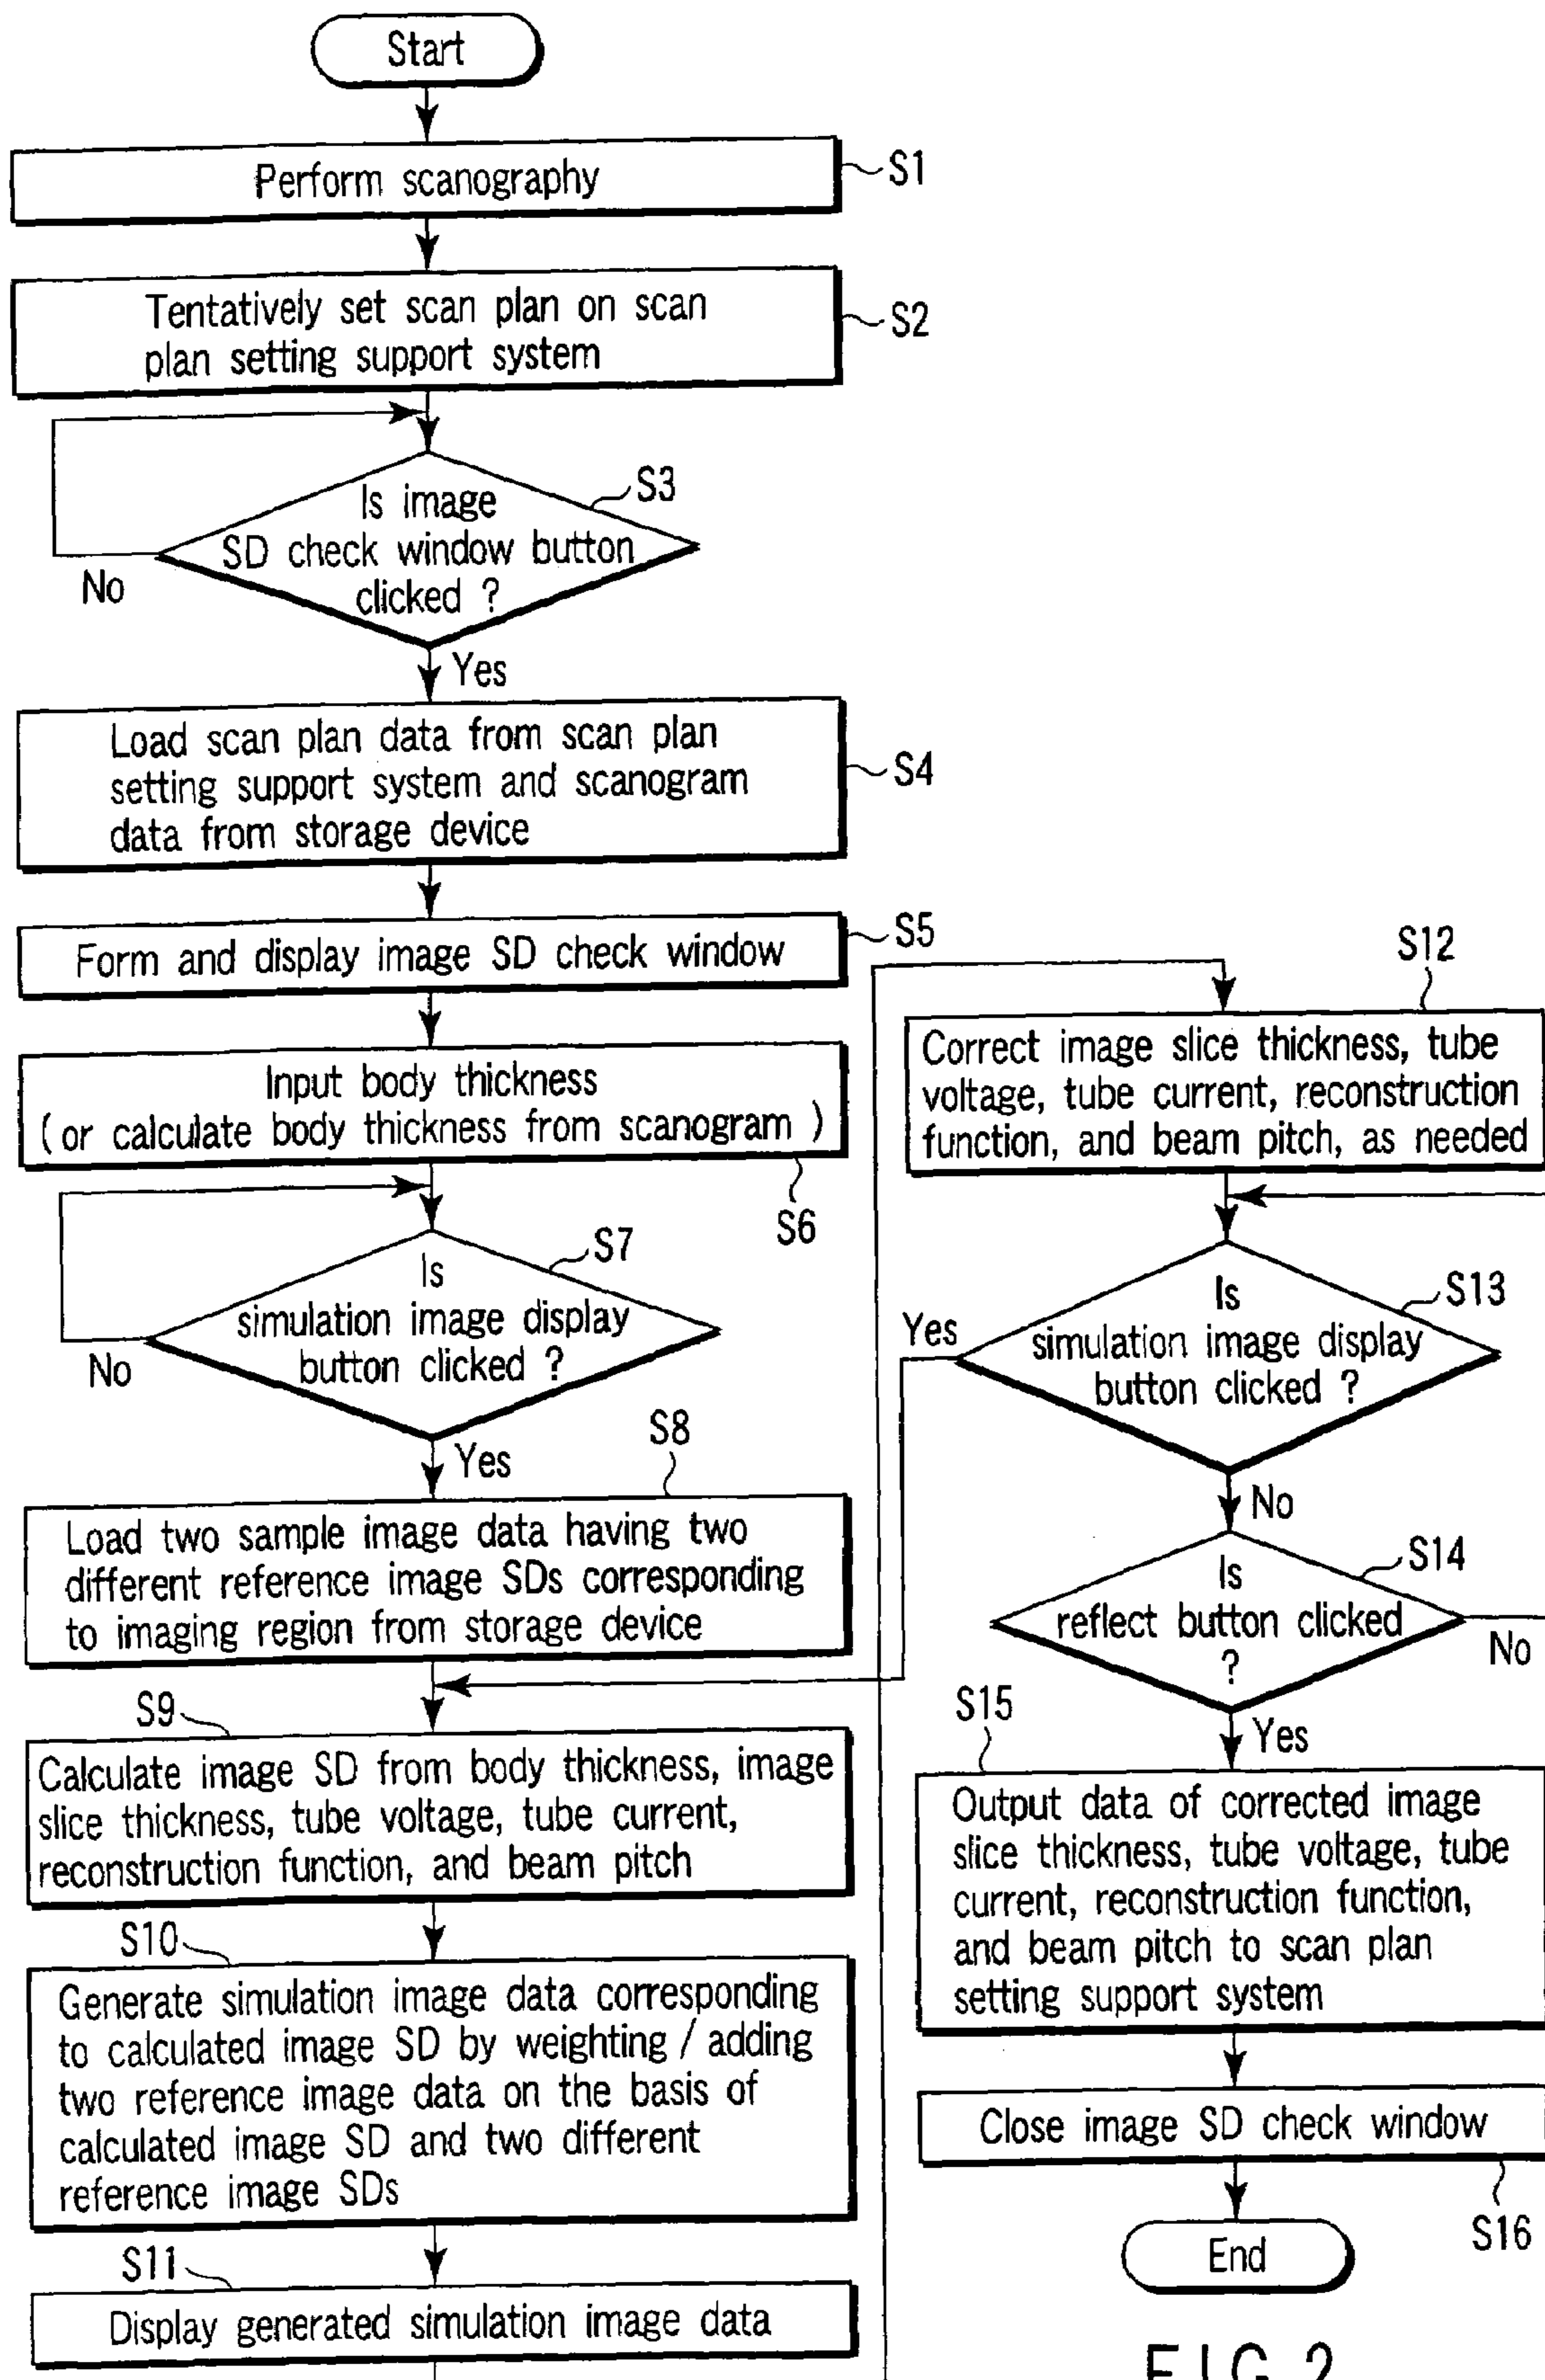 Start
Perform scanography
S1
Tentatively set scan plan on scan
plan setting support system
S2
Is image
SD check window button
clicked ?
S3
No
Yes
Load scan plan data from scan plan
setting support system and scanogram
data from storage device
S4
Form and display image SD check window
S5
Input body thickness
(or calculate body thickness from scanogram )
S6
Is
simulation image display
button clicked ?
S7
No
Yes
S8
Load two sample image data having two
different reference image SDs corresponding
to imaging region from storage device
S9
Calculate image SD from body thickness, image
slice thickness, tube voltage, tube current,
reconstruction function, and beam pitch
S10
Generate simulation image data corresponding
to calculated image SD by weighting / adding
two reference image data on the basis of
calculated image SD and two different
reference image SDs
S11
Display generated simulation image data
S12
Correct image slice thickness, tube
voltage, tube current, reconstruction
function, and beam pitch, as needed
S13
Is
simulation image display
button clicked ?
Yes
No
S14
Is
reflect button clicked
?
No
Yes
S15
Output data of corrected image
slice thickness, tube voltage, tube
current, reconstruction function,
and beam pitch to scan plan
setting support system
Close image SD check window
S16
End
FIG. 2